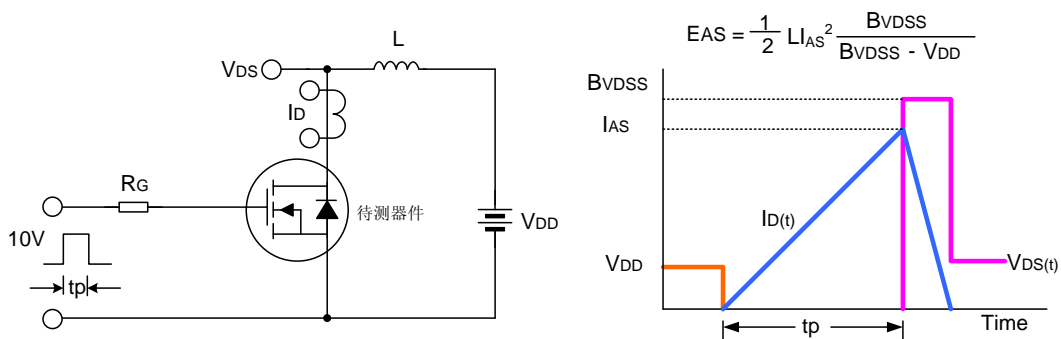 VDS
L
ID
RG
待测器件
VDD
10V
tp
EAS = 1/2 LIAS² BVDSS / (BVDSS - VDD)
BVDSS
IAS
ID(t)
VDD
VDS(t)
tp
Time